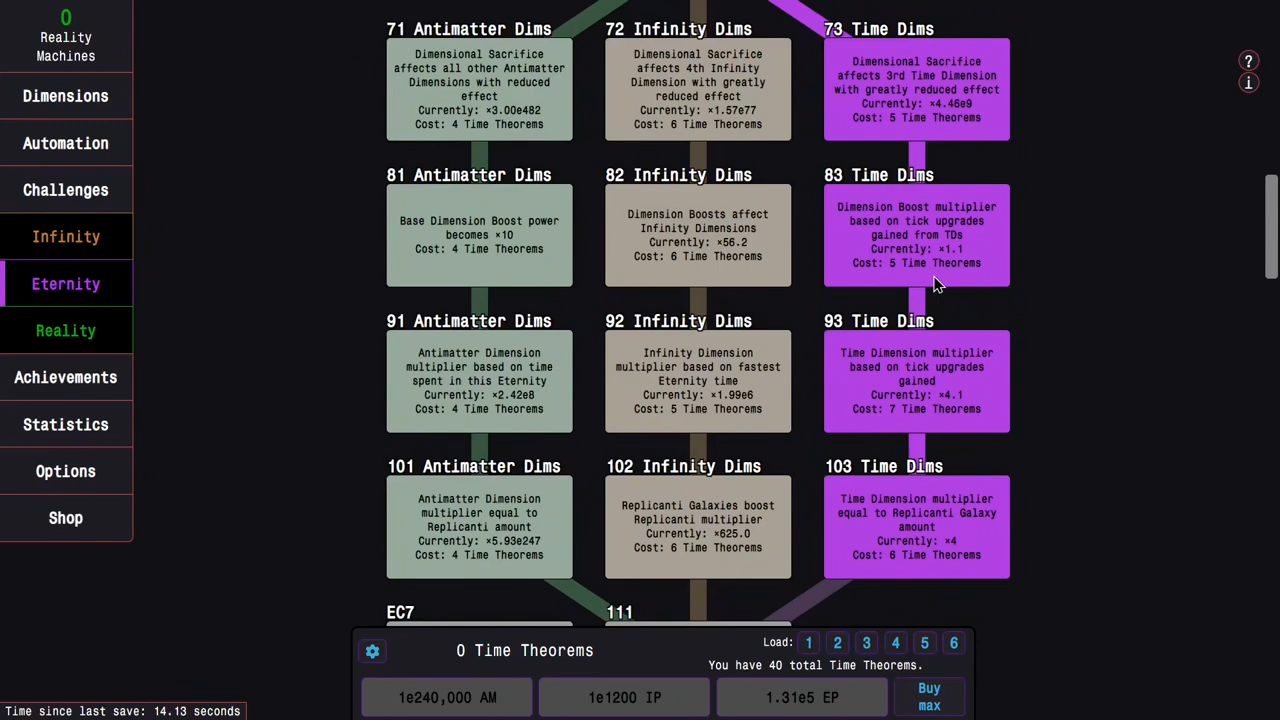 0
Reality
Machines
Dimensions
Automation
Challenges
Infinity
Eternity
Reality
Achievements
Statistics
Options
Shop
Time since last save: 14.13 seconds
71 Antimatter Dims
Dimensional Sacrifice
affects all other Antimatter
Dimensions with reduced
effect
Currently: ×3.00e482
Cost: 4 Time Theorems
72 Infinity Dims
Dimensional Sacrifice
affects 4th Infinity
Dimension with greatly
reduced effect
Currently: ×1.57e77
Cost: 6 Time Theorems
73 Time Dims
Dimensional Sacrifice
affects 3rd Time Dimension
with greatly reduced effect
Currently: ×4.46e9
Cost: 5 Time Theorems
81 Antimatter Dims
Base Dimension Boost power
becomes ×10
Cost: 4 Time Theorems
82 Infinity Dims
Dimension Boosts affect
Infinity Dimensions
Currently: ×56.2
Cost: 6 Time Theorems
83 Time Dims
Dimension Boost multiplier
based on tick upgrades
gained from TDs
Currently: ×1.1
Cost: 5 Time Theorems
91 Antimatter Dims
Antimatter Dimension
multiplier based on time
spent in this Eternity
Currently: ×2.42e8
Cost: 4 Time Theorems
92 Infinity Dims
Infinity Dimension
multiplier based on fastest
Eternity time
Currently: ×1.99e6
Cost: 5 Time Theorems
93 Time Dims
Time Dimension multiplier
based on tick upgrades
gained
Currently: ×4.1
Cost: 7 Time Theorems
101 Antimatter Dims
Antimatter Dimension
multiplier equal to
Replicanti amount
Currently: ×5.93e247
Cost: 4 Time Theorems
102 Infinity Dims
Replicanti Galaxies boost
Replicanti multiplier
Currently: ×625.0
Cost: 6 Time Theorems
103 Time Dims
Time Dimension multiplier
equal to Replicanti Galaxy
amount
Currently: ×4
Cost: 6 Time Theorems
EC7
111
0 Time Theorems
Load: 1 2 3 4 5 6
You have 40 total Time Theorems.
1e240,000 AM
1e1200 IP
1.31e5 EP
Buy
max
?
i